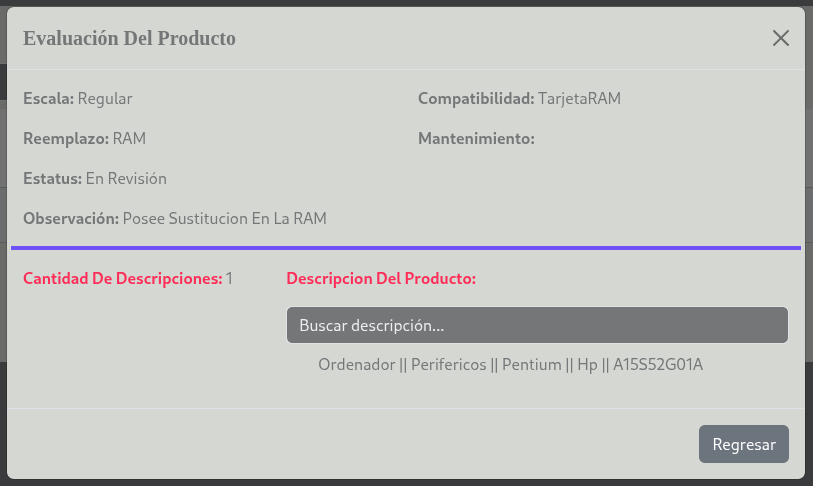 Evaluación Del Producto
Escala: Regular
Compatibilidad: TarjetaRAM
Reemplazo: RAM
Mantenimiento:
Estatus: En Revisión
Observación: Posee Sustitucion En La RAM
Cantidad De Descripciones: 1
Descripcion Del Producto:
Buscar descripción...
Ordenador || Perifericos || Pentium || Hp || A15S52G01A
Regresar